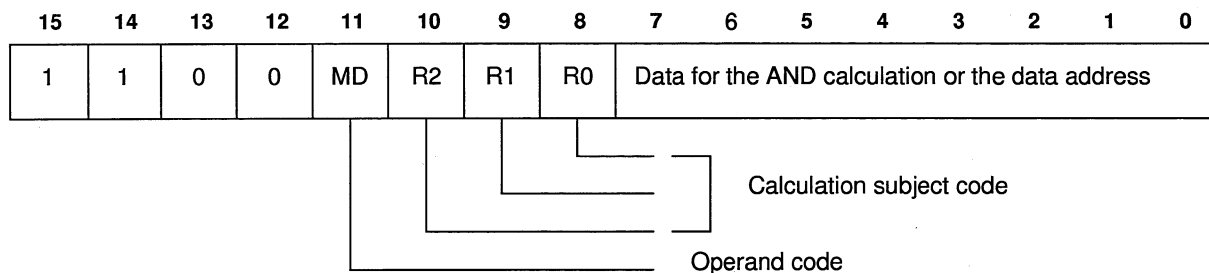 15 14 13 12 11 10 9 8 7 6 5 4 3 2 1 0
1 1 0 0 MD R2 R1 R0 Data for the AND calculation or the data address
Calculation subject code
Operand code